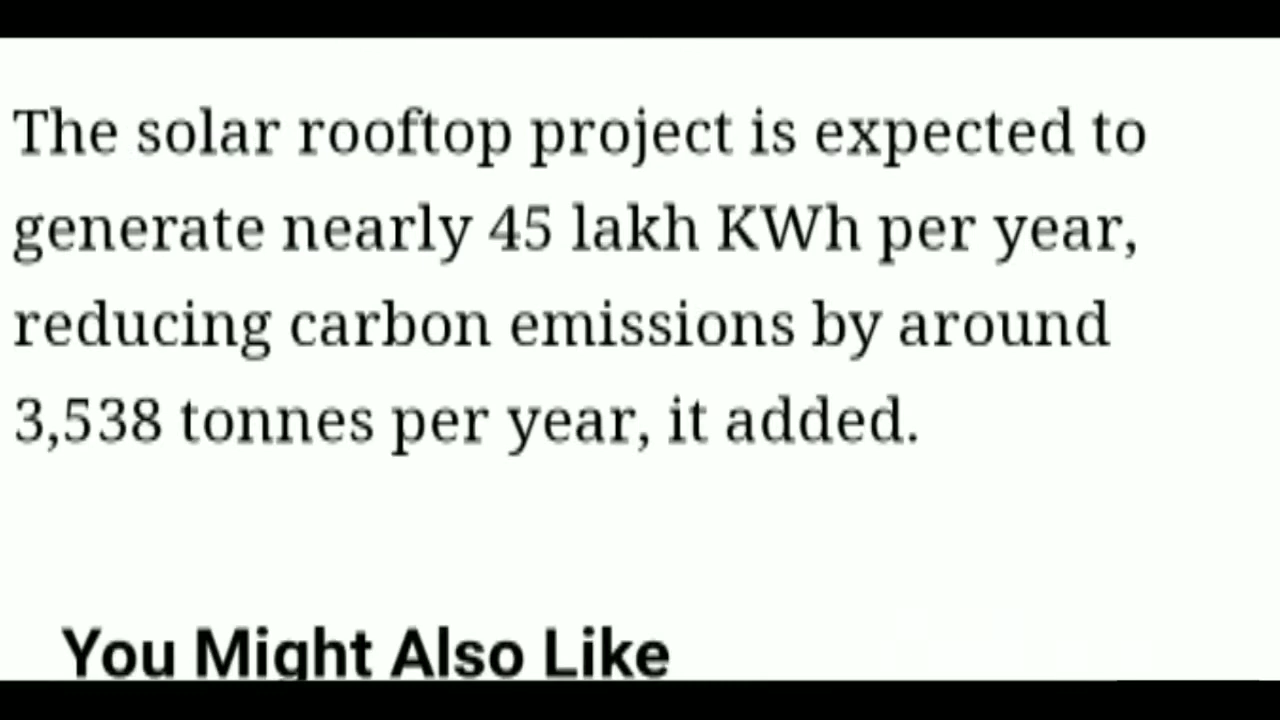 The solar rooftop project is expected to
generate nearly 45 lakh KWh per year,
reducing carbon emissions by around
3,538 tonnes per year, it added.
You Might Also Like